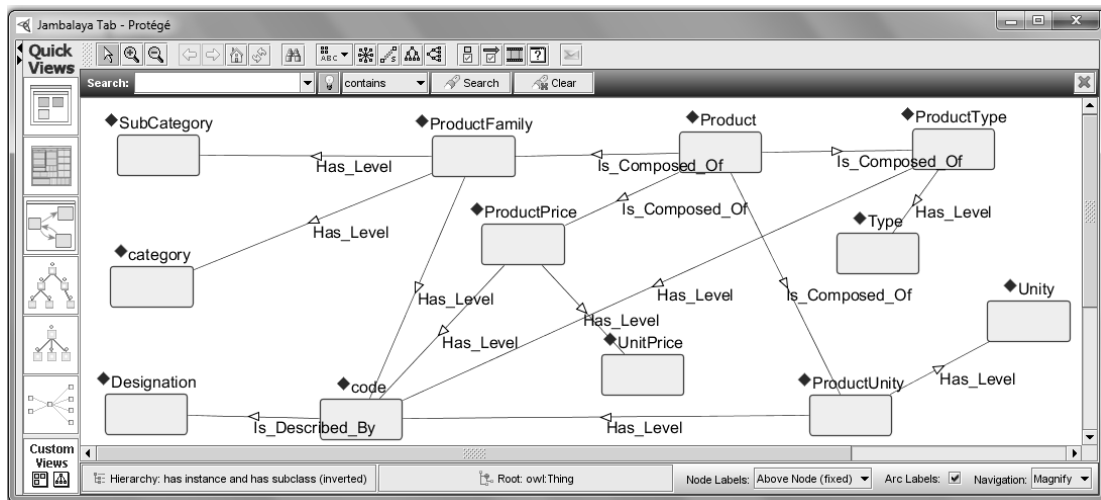 Jambalaya Tab - Protégé
Quick Views
ABC
S
?
Search:
contains
Search
Clear
SubCategory
ProductFamily
Product
ProductType
Has_Level
Is_Composed_Of
Is_Composed_Of
ProductPrice
Is_Composed_Of
Has_Level
Type
Has_Level
category
Has_Level
Has_Level
Is_Composed_Of
Unity
Has_Level
Has_Level
UnitPrice
Designation
code
ProductUnity
Has_Level
Is_Described_By
Has_Level
Custom Views
Hierarchy: has instance and has subclass (inverted)
Root: owl:Thing
Node Labels:
Above Node (fixed)
Arc Labels:
Navigation:
Magnify